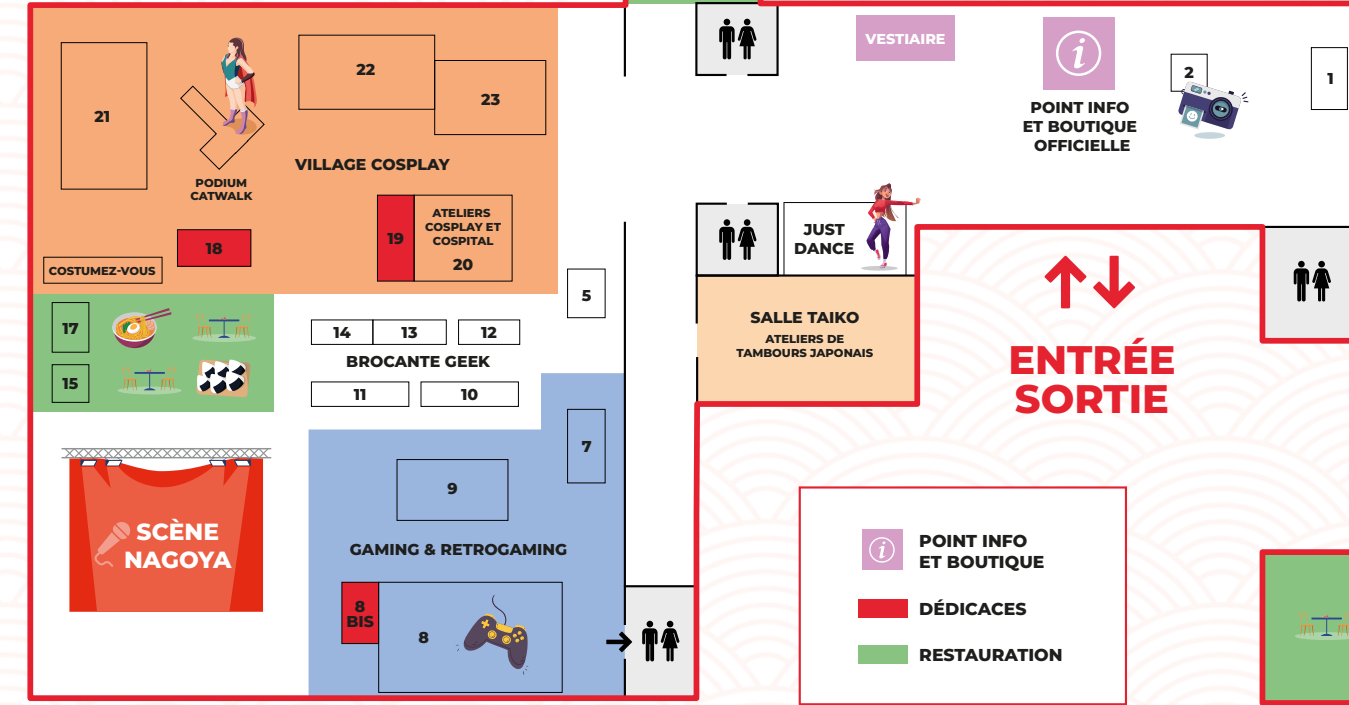 VESTIAIRE
POINT INFO
ET BOUTIQUE
OFFICIELLE
2
1
21
22
23
PODIUM
CATWALK
VILLAGE COSPLAY
18
19
ATELIERS
COSPLAY ET
COSPITAL
20
COSTUMEZ-VOUS
JUST
DANCE
5
17
15
14
13
12
BROCANTE GEEK
11
10
SALLE TAIKO
ATELIERS DE
TAMBOURS JAPONAIS
ENTRÉE
SORTIE
7
9
SCÈNE
NAGOYA
GAMING & RETROGAMING
8
BIS
8
POINT INFO
ET BOUTIQUE
DÉDICACES
RESTAURATION